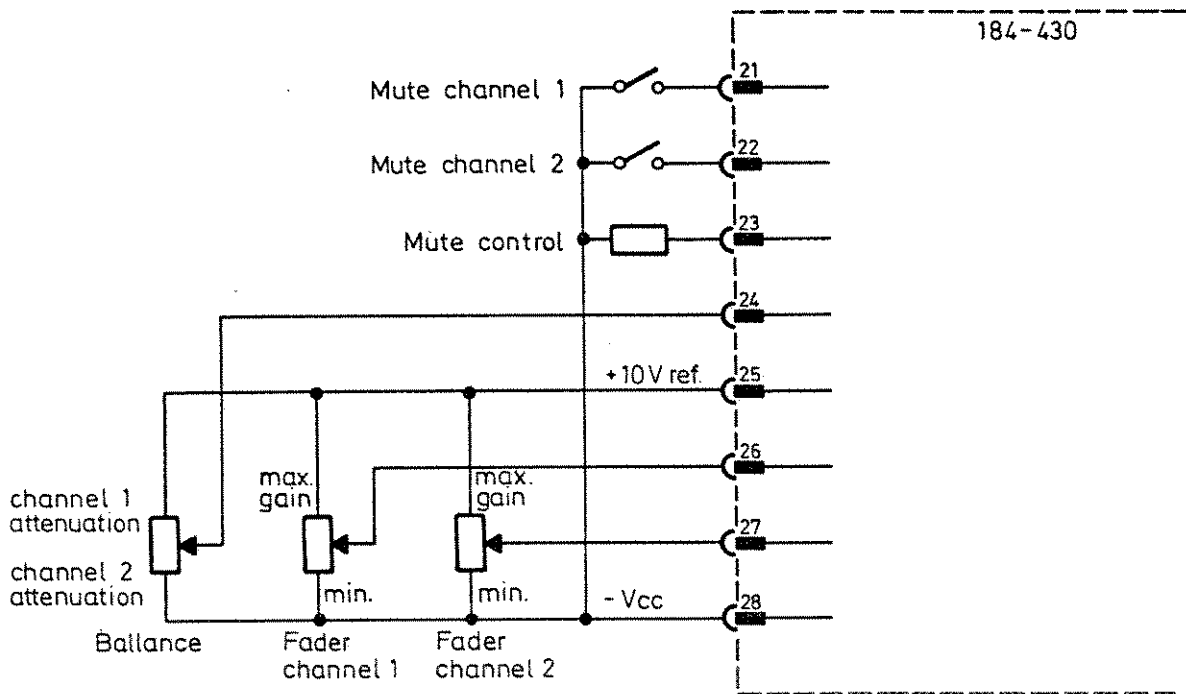 184-430
Mute channel 1
21
Mute channel 2
22
Mute control
23
24
+10V ref.
25
26
max.
gain
max.
gain
channel 1
attenuation
27
channel 2
attenuation
min.
min.
- Vcc
28
Ballance
Fader
channel 1
Fader
channel 2